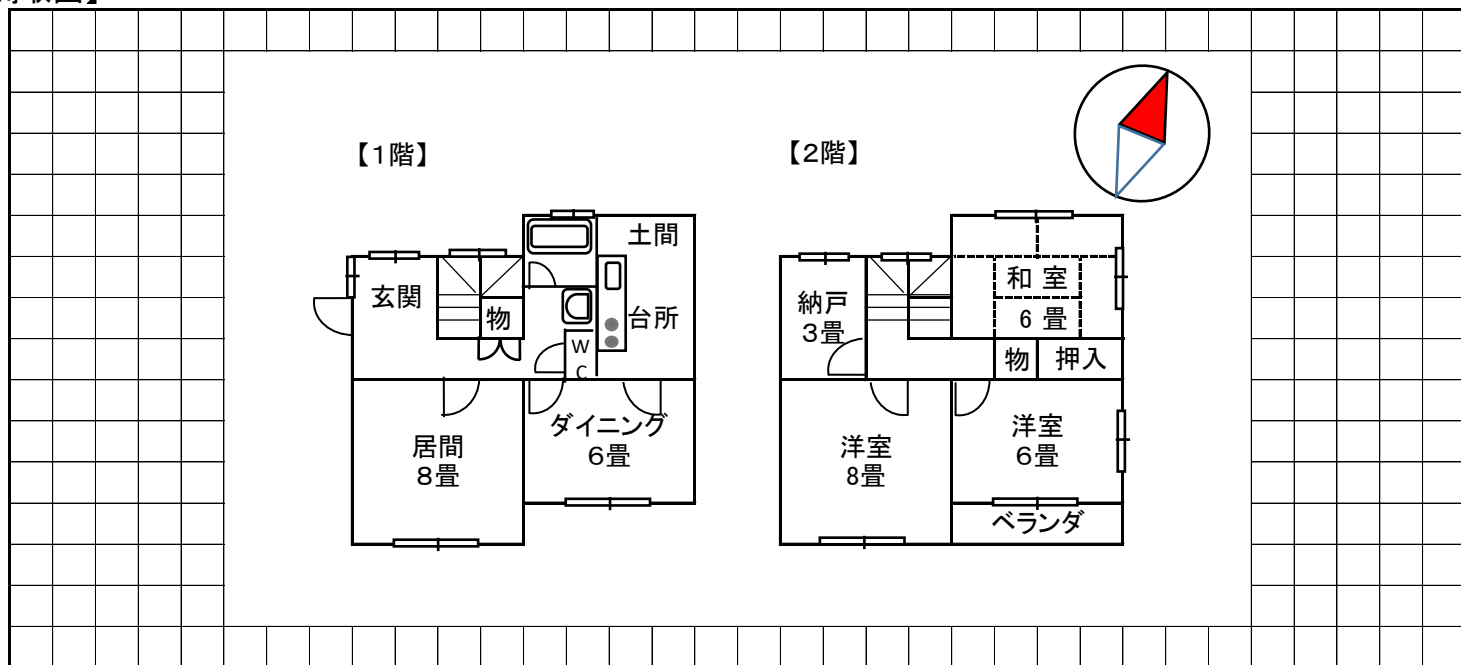 【1階】
土間
玄関
物
台所
W
C
居間
8畳
ダイニング
6畳
【2階】
納戸
3畳
和 室
6 畳
物
押入
洋室
8畳
洋室
6畳
ベランダ